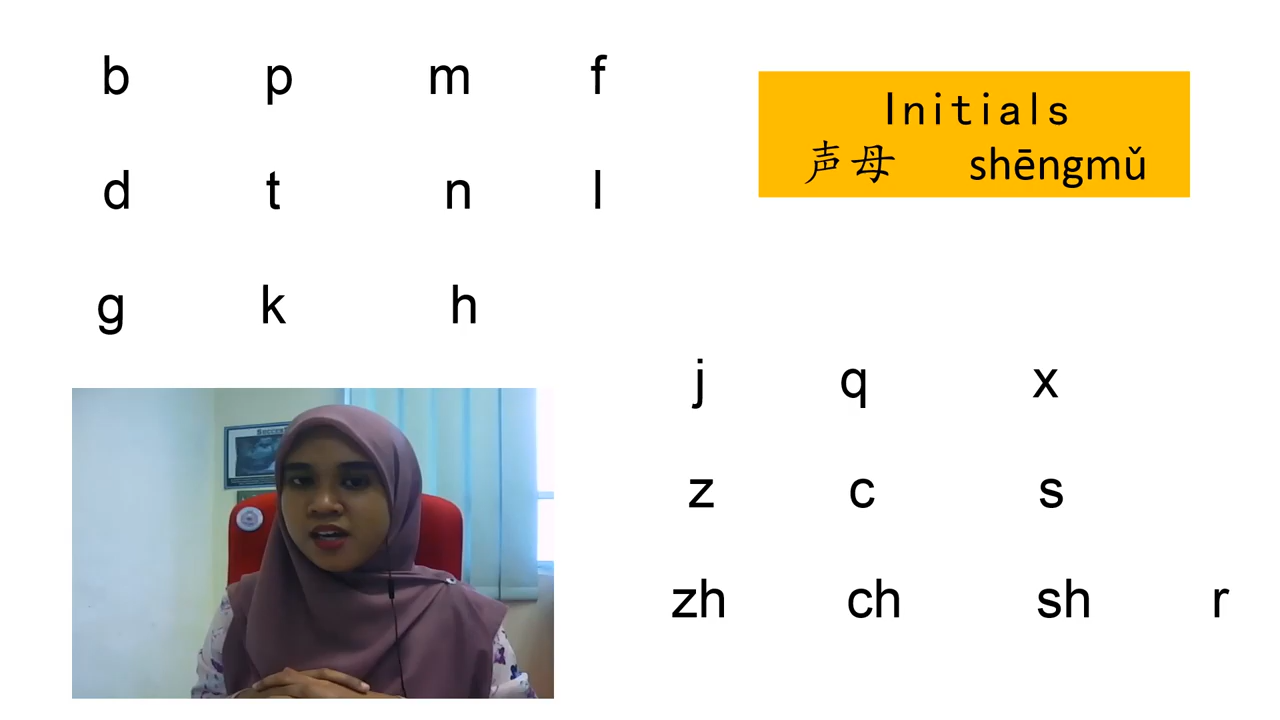 b p m f
Initials
声母 shēngmǔ
d t n l
g k h
j q x
z c s
zh ch sh r